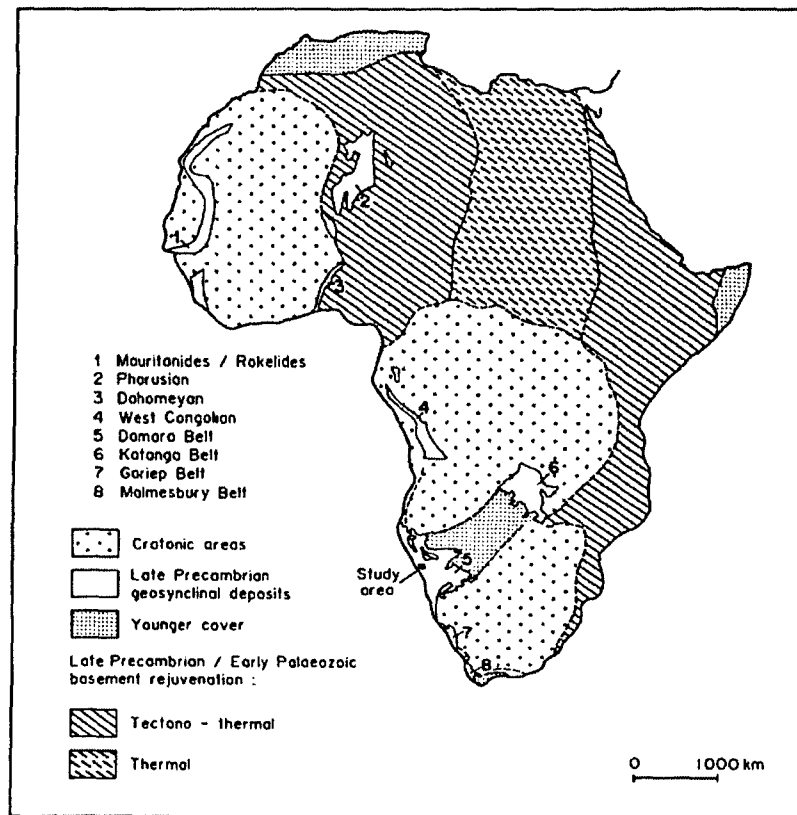 1
2
3
4
5
6
7
8
1 Mauritanides / Rokelides
2 Pharusian
3 Dahomeyan
4 West Congolian
5 Damara Belt
6 Katanga Belt
7 Gariep Belt
8 Malmesbury Belt
Study
area
Cratonic areas
Late Precambrian
geosynclinal deposits
Younger cover
Late Precambrian / Early Palaeozoic
basement rejuvenation :
Tectono - thermal
Thermal
0 1000 km